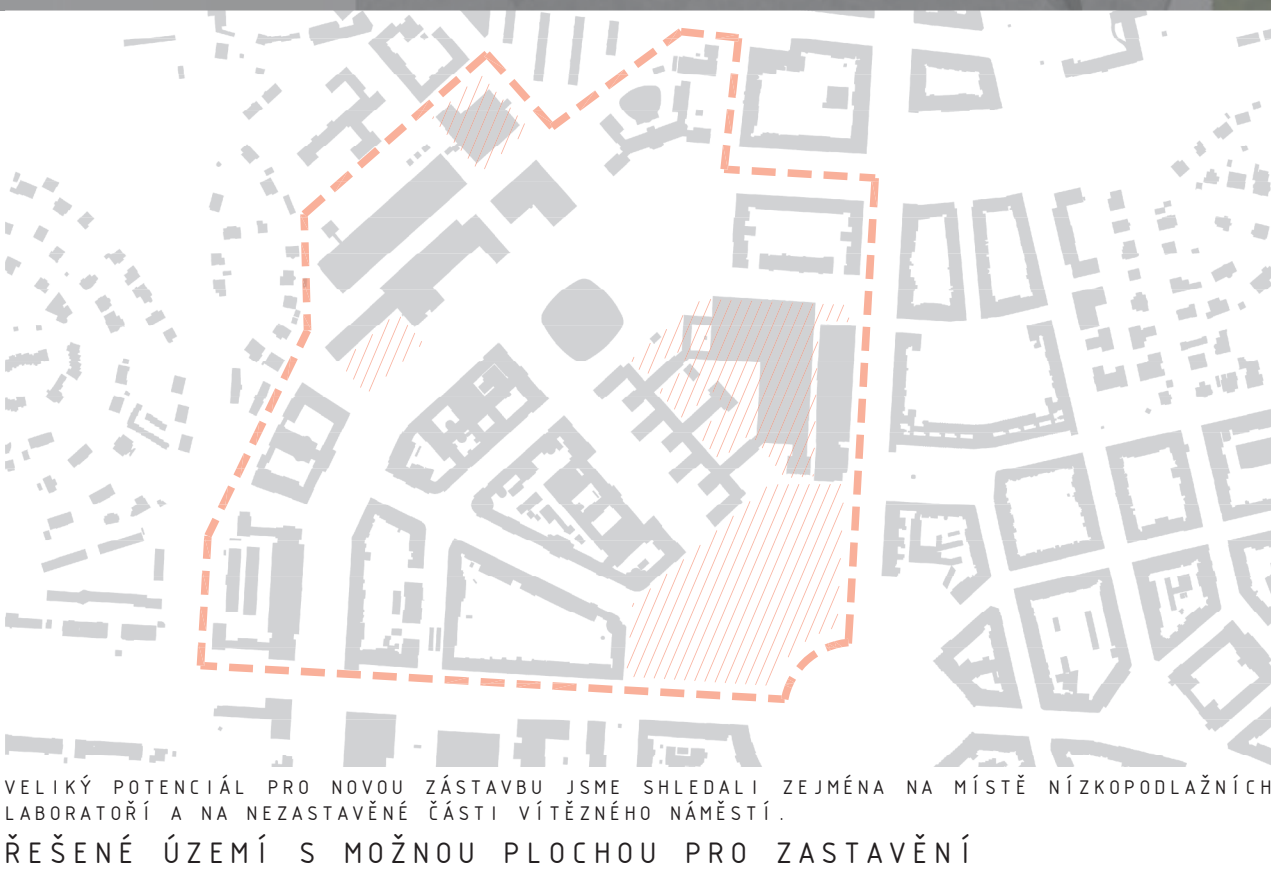 VELIKÝ POTENCIÁL PRO NOVOU ZÁSTAVBU JSME SHLEDALI ZEJMÉNA NA MÍSTĚ NÍZKOPODLAŽNÍCH
LABORATOŘÍ A NA NEZASTAVĚNÉ ČÁSTI VÍTĚZNÉHO NÁMĚSTÍ.
ŘEŠENÉ ÚZEMÍ S MOŽNOU PLOCHOU PRO ZASTAVĚNÍ